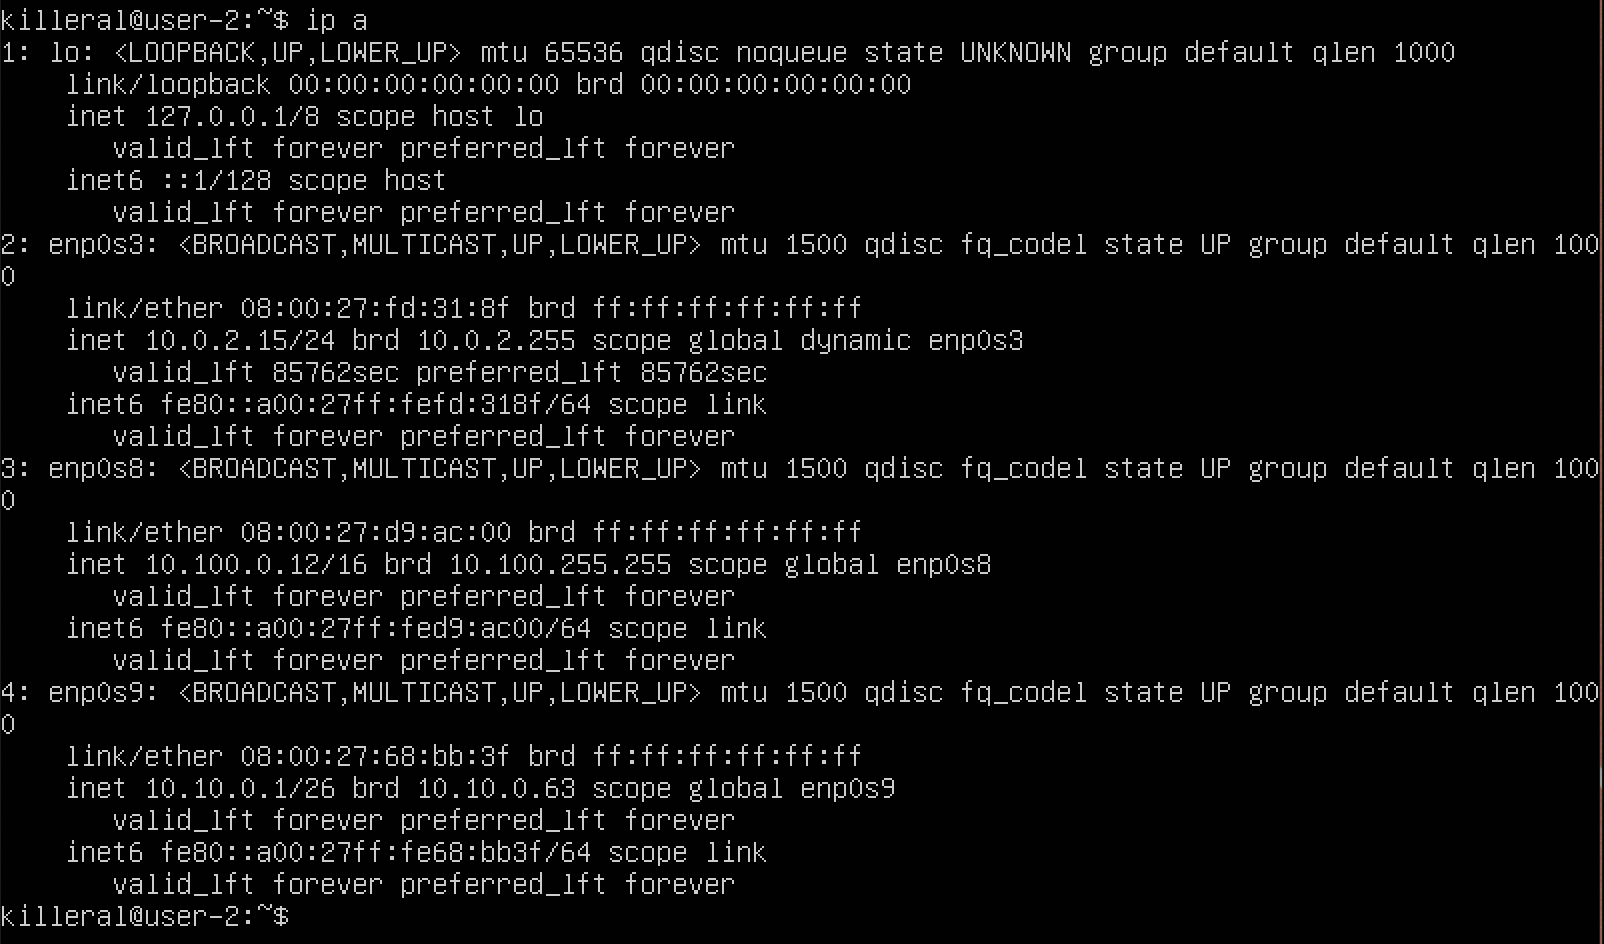 killeral@user-2:~$ ip a
1: lo: <LOOPBACK,UP,LOWER_UP> mtu 65536 qdisc noqueue state UNKNOWN group default qlen 1000
    link/loopback 00:00:00:00:00:00 brd 00:00:00:00:00:00
    inet 127.0.0.1/8 scope host lo
       valid_lft forever preferred_lft forever
    inet6 ::1/128 scope host
       valid_lft forever preferred_lft forever
2: enp0s3: <BROADCAST,MULTICAST,UP,LOWER_UP> mtu 1500 qdisc fq_codel state UP group default qlen 100
0
    link/ether 08:00:27:fd:31:8f brd ff:ff:ff:ff:ff:ff
    inet 10.0.2.15/24 brd 10.0.2.255 scope global dynamic enp0s3
       valid_lft 85762sec preferred_lft 85762sec
    inet6 fe80::a00:27ff:fefd:318f/64 scope link
       valid_lft forever preferred_lft forever
3: enp0s8: <BROADCAST,MULTICAST,UP,LOWER_UP> mtu 1500 qdisc fq_codel state UP group default qlen 100
0
    link/ether 08:00:27:d9:ac:00 brd ff:ff:ff:ff:ff:ff
    inet 10.100.0.12/16 brd 10.100.255.255 scope global enp0s8
       valid_lft forever preferred_lft forever
    inet6 fe80::a00:27ff:fed9:ac00/64 scope link
       valid_lft forever preferred_lft forever
4: enp0s9: <BROADCAST,MULTICAST,UP,LOWER_UP> mtu 1500 qdisc fq_codel state UP group default qlen 100
0
    link/ether 08:00:27:68:bb:3f brd ff:ff:ff:ff:ff:ff
    inet 10.10.0.1/26 brd 10.10.0.63 scope global enp0s9
       valid_lft forever preferred_lft forever
    inet6 fe80::a00:27ff:fe68:bb3f/64 scope link
       valid_lft forever preferred_lft forever
killeral@user-2:~$